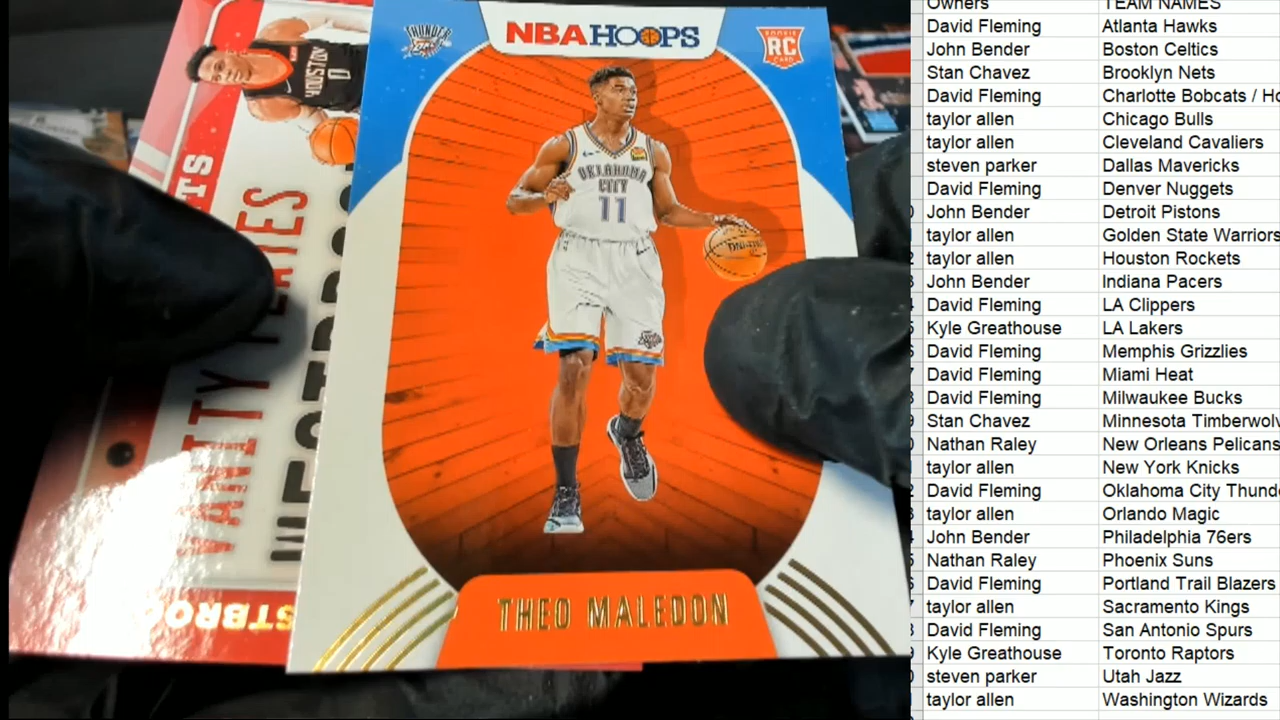 NBA HOOPS
THUNDER
ROOKIE
RC
CARD
OKLAHOMA
CITY
11
THEO MALEDON
HOUSTON
0
VANITY PLATES
Owners TEAM NAMES
David Fleming Atlanta Hawks
John Bender Boston Celtics
Stan Chavez Brooklyn Nets
David Fleming Charlotte Bobcats / Ho
taylor allen Chicago Bulls
taylor allen Cleveland Cavaliers
steven parker Dallas Mavericks
David Fleming Denver Nuggets
John Bender Detroit Pistons
taylor allen Golden State Warriors
taylor allen Houston Rockets
John Bender Indiana Pacers
David Fleming LA Clippers
Kyle Greathouse LA Lakers
David Fleming Memphis Grizzlies
David Fleming Miami Heat
David Fleming Milwaukee Bucks
Stan Chavez Minnesota Timberwolv
Nathan Raley New Orleans Pelicans
taylor allen New York Knicks
David Fleming Oklahoma City Thund
taylor allen Orlando Magic
John Bender Philadelphia 76ers
Nathan Raley Phoenix Suns
David Fleming Portland Trail Blazers
taylor allen Sacramento Kings
David Fleming San Antonio Spurs
Kyle Greathouse Toronto Raptors
steven parker Utah Jazz
taylor allen Washington Wizards